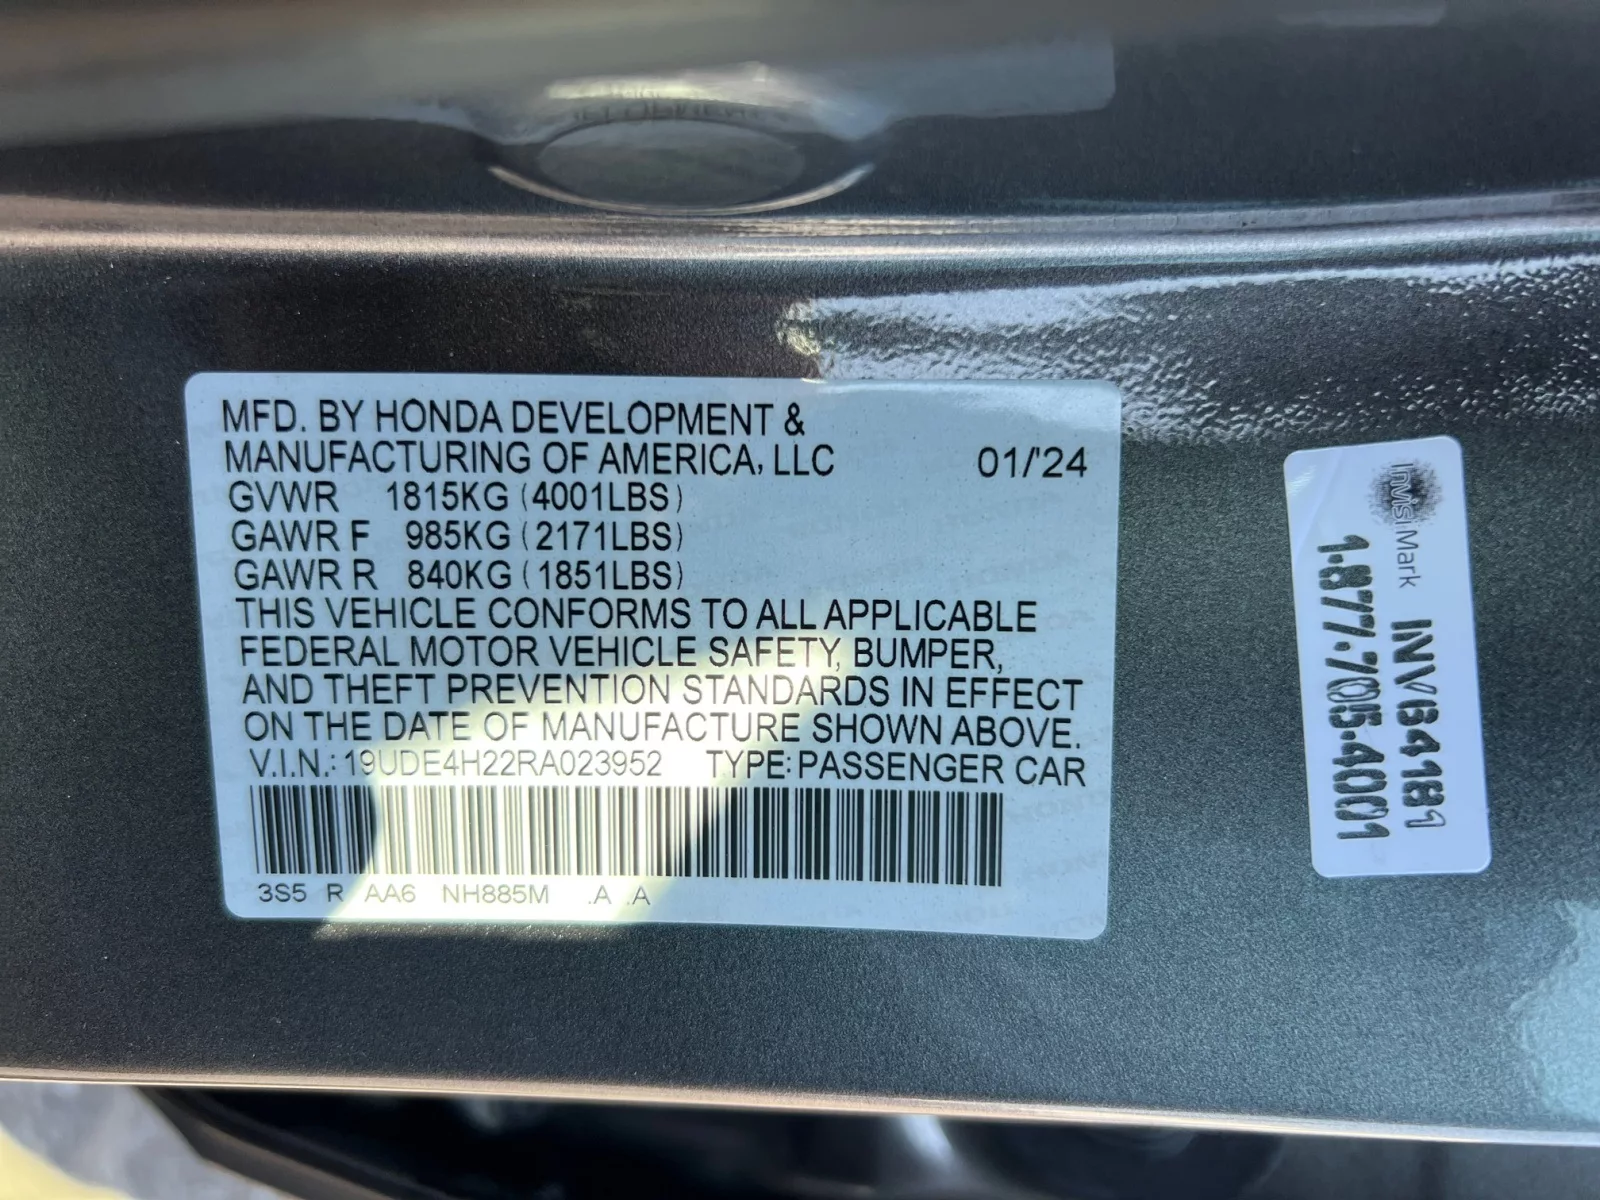 MFD. BY HONDA DEVELOPMENT &
MANUFACTURING OF AMERICA, LLC 01/'24
GVWR 1815KG (4001LBS)
GAWR F 985KG (2171LBS)
GAWR R 840KG (1851LBS)
THIS VEHICLE CONFORMS TO ALL APPLICABLE
FEDERAL MOTOR VEHICLE SAFETY, BUMPER,
AND THEFT PREVENTION STANDARDS IN EFFECT
ON THE DATE OF MANUFACTURE SHOWN ABOVE.
V.I.N.: 19UDE4H22RA023952 TYPE: PASSENGER CAR
3S5 R AA6 NH885M .A .A
InvisiMark INV64181
1-877-705-4001